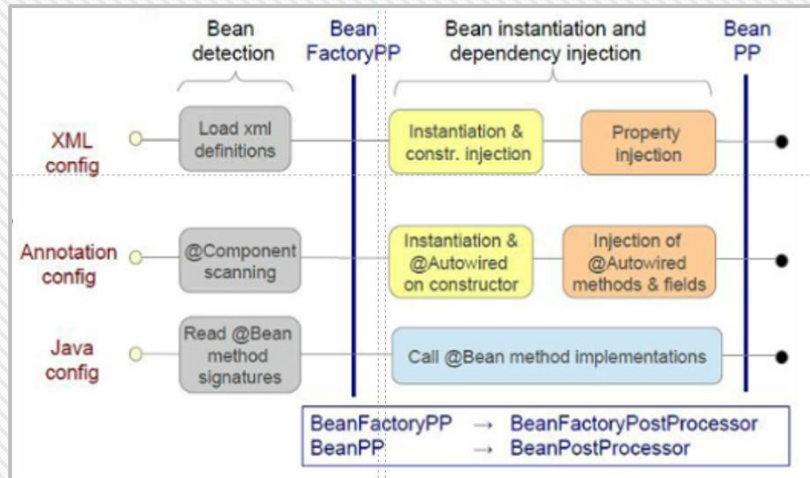 Bean
detection
Bean
FactoryPP
Bean instantiation and
dependency injection
Bean
PP
XML
config
Load xml
definitions
Instantiation &
constr. injection
Property
injection
Annotation
config
@Component
scanning
Instantiation &
@Autowired
on constructor
Injection of
@Autowired
methods & fields
Java
config
Read @Bean
method
signatures
Call @Bean method implementations
BeanFactoryPP → BeanFactoryPostProcessor
BeanPP → BeanPostProcessor